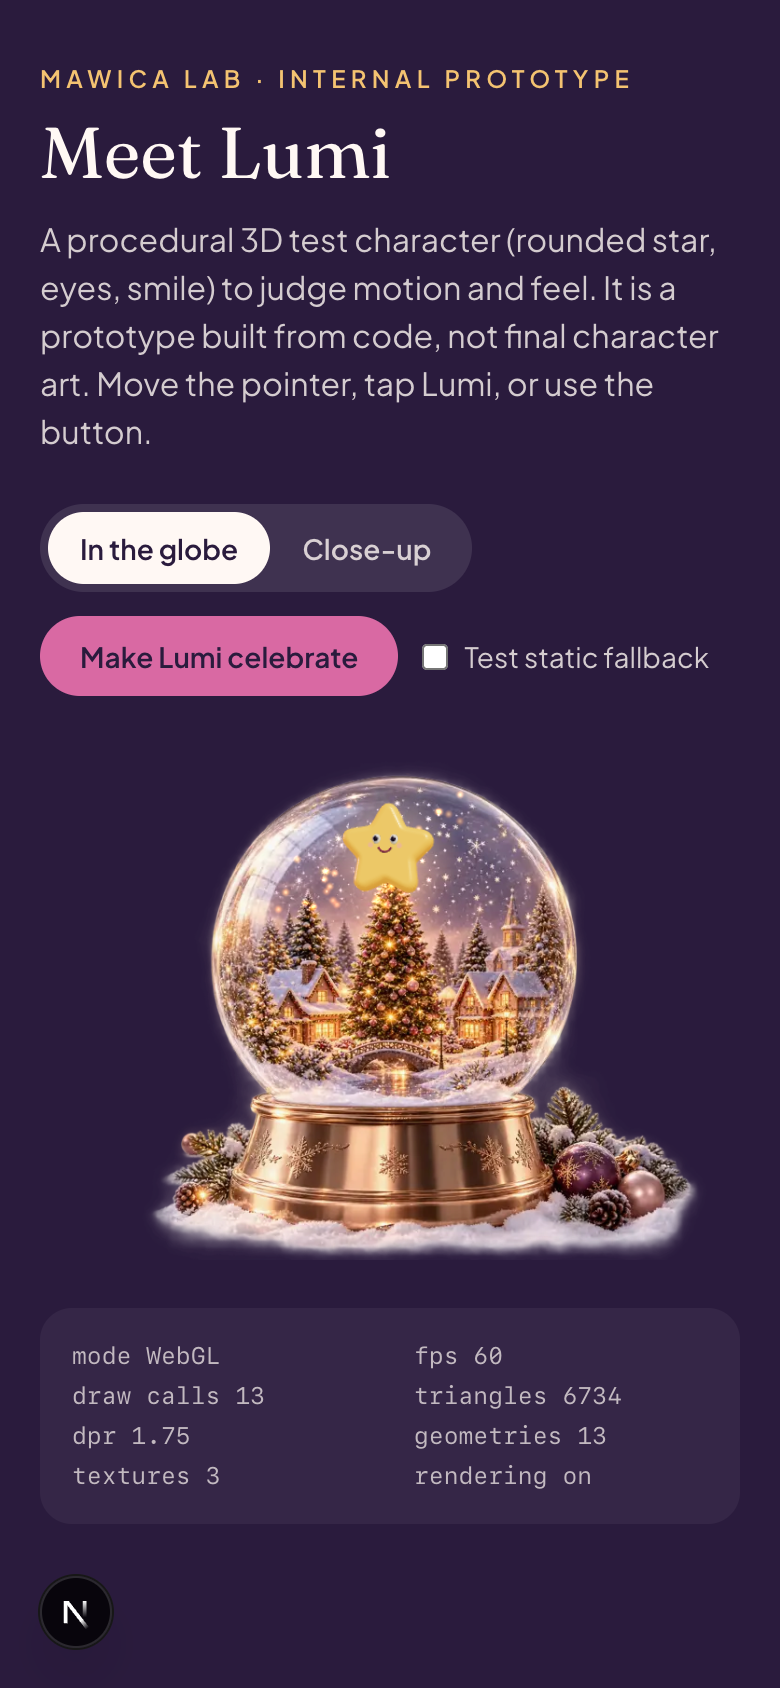 MAWICA LAB · INTERNAL PROTOTYPE
Meet Lumi
A procedural 3D test character (rounded star,
eyes, smile) to judge motion and feel. It is a
prototype built from code, not final character
art. Move the pointer, tap Lumi, or use the
button.
In the globe
Close-up
Make Lumi celebrate
Test static fallback
mode WebGL
fps 60
draw calls 13
triangles 6734
dpr 1.75
geometries 13
textures 3
rendering on
N